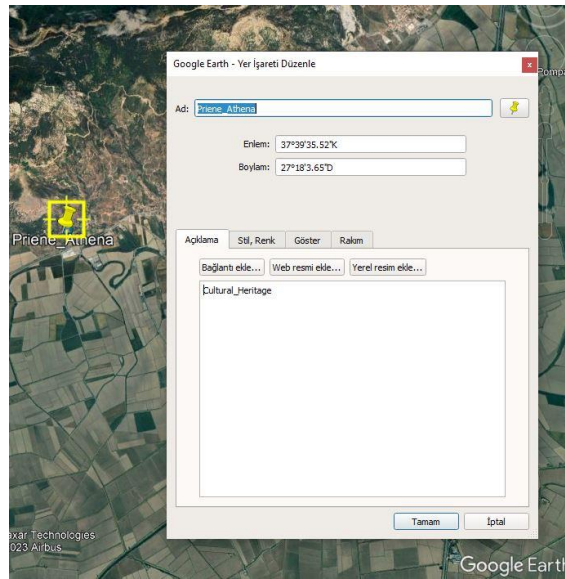 Google Earth - Yer İşareti Düzenle
x
Pompa
Ad: Priene_Athena
Enlem: 37°39'35.52"K
Boylam: 27°18'3.65"D
Priene_Athena
Açıklama Stil, Renk Göster Rakım
Bağlantı ekle... Web resmi ekle... Yerel resim ekle...
Cultural_Heritage
Tamam İptal
axar Technologies
023 Airbus
Google Earth